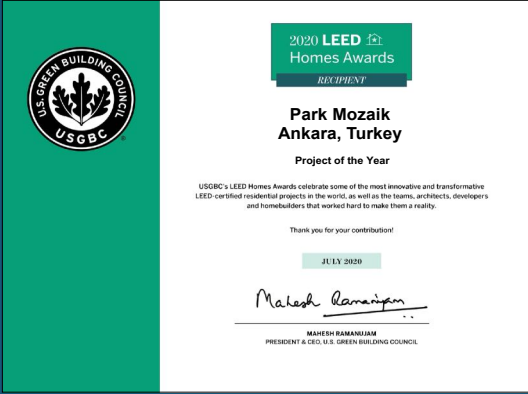 U.S. GREEN BUILDING COUNCIL
USGBC
2020 LEED
Homes Awards
RECIPIENT
Park Mozaik
Ankara, Turkey
Project of the Year
USGBC's LEED Homes Awards celebrate some of the most innovative and transformative
LEED-certified residential projects in the world, as well as the teams, architects, developers
and homebuilders that worked hard to make them a reality.
Thank you for your contribution!
JULY 2020
Mahesh Ramanujam
MAHESH RAMANUJAM
PRESIDENT & CEO, U.S. GREEN BUILDING COUNCIL